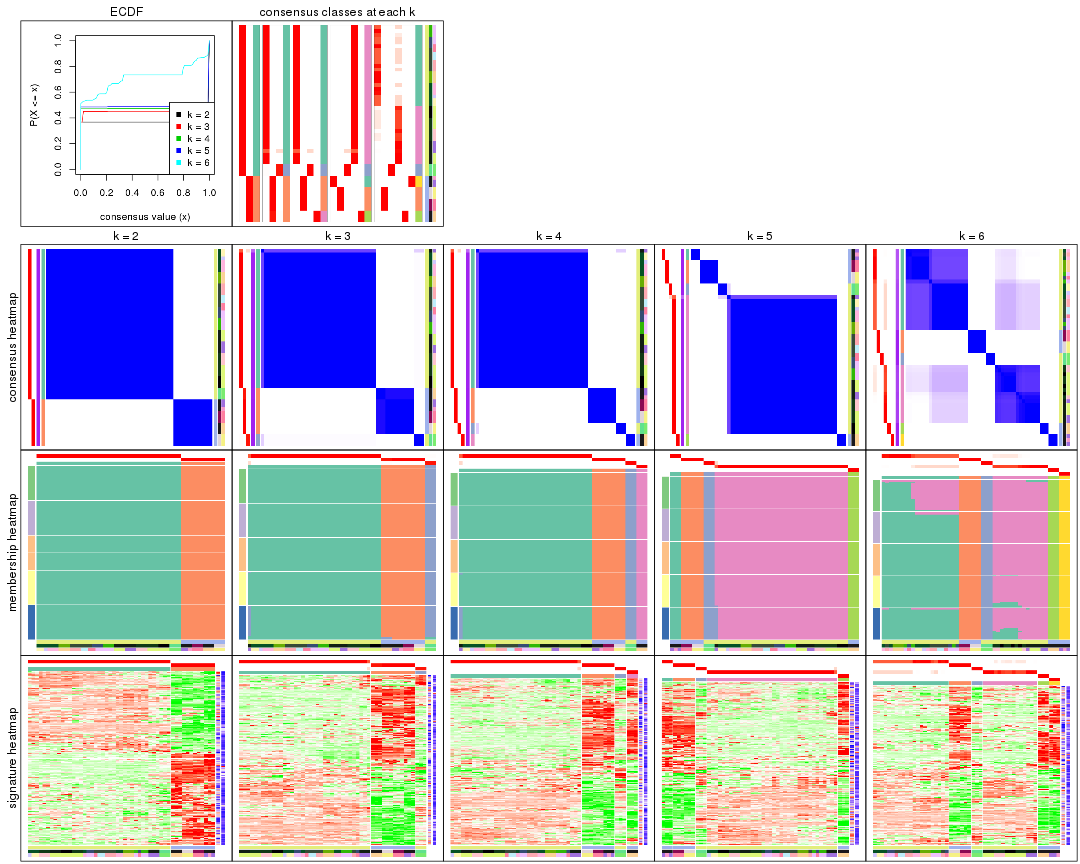 ECDF
consensus classes at each k
P(X <= x)
0.0 0.2 0.4 0.6 0.8 1.0
k = 2
k = 3
k = 4
k = 5
k = 6
0.0 0.2 0.4 0.6 0.8 1.0
consensus value (x)
k = 2
k = 3
k = 4
k = 5
k = 6
consensus heatmap
membership heatmap
signature heatmap